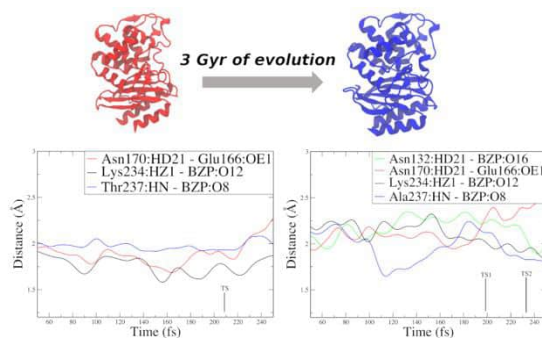 3 Gyr of evolution
Asn170:HD21 - Glu166:OE1
Lys234:HZ1 - BZP:O12
Thr237:HN - BZP:O8
Distance (Å)
3
2.5
2
1.5
TS
60 80 100 120 140 160 180 200 220 240
Time (fs)
Asn132:HD21 - BZP:O16
Asn170:HD21 - Glu166:OE1
Lys234:HZ1 - BZP:O12
Ala237:HN - BZP:O8
Distance (Å)
3
2.5
2
1.5
TS1
TS2
60 80 100 120 140 160 180 200 220 240
Time (fs)